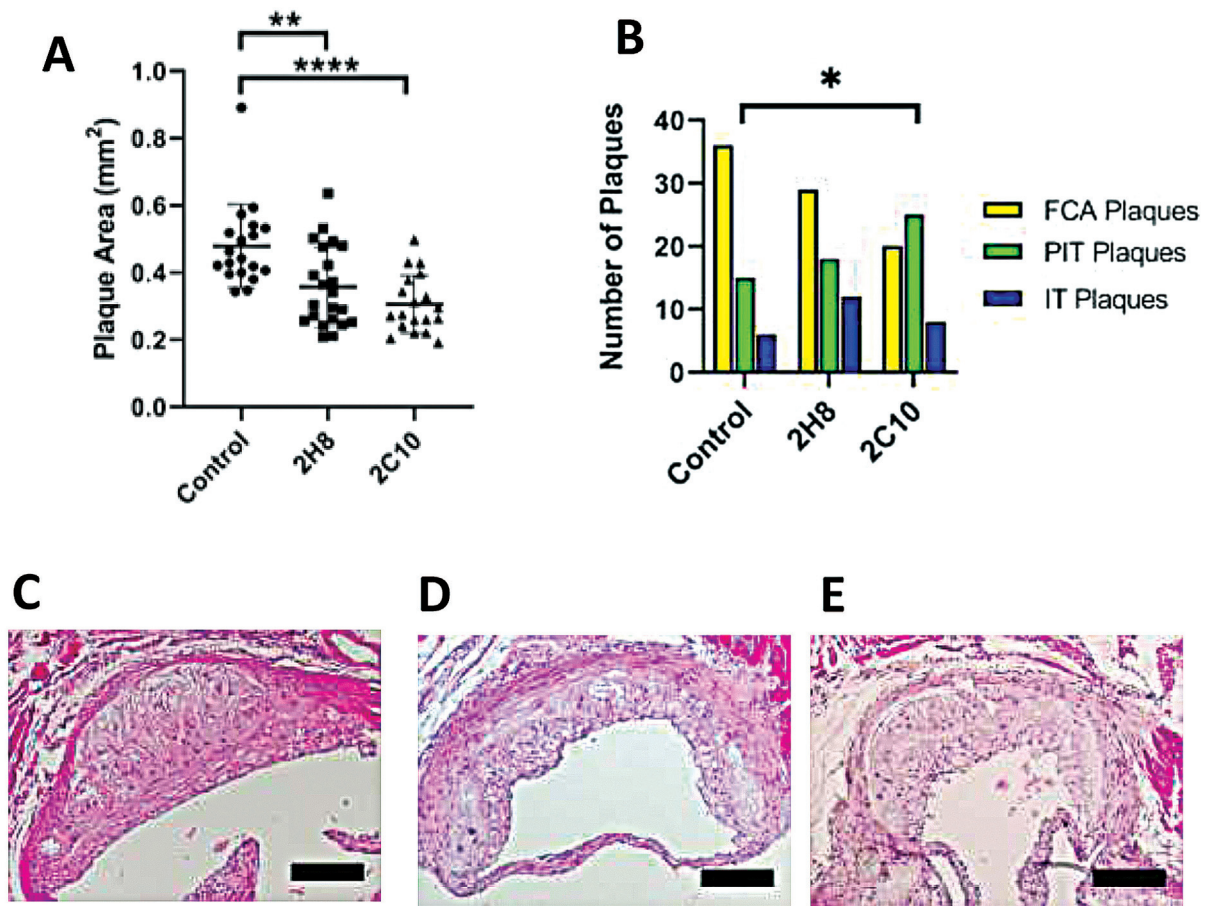 A
**
****
1.0
0.8
0.6
0.4
0.2
0.0
Plaque Area (mm²)
Control
2H8
2C10
B
*
40
30
20
10
0
Number of Plaques
Control
2H8
2C10
FCA Plaques
PIT Plaques
IT Plaques
C
D
E